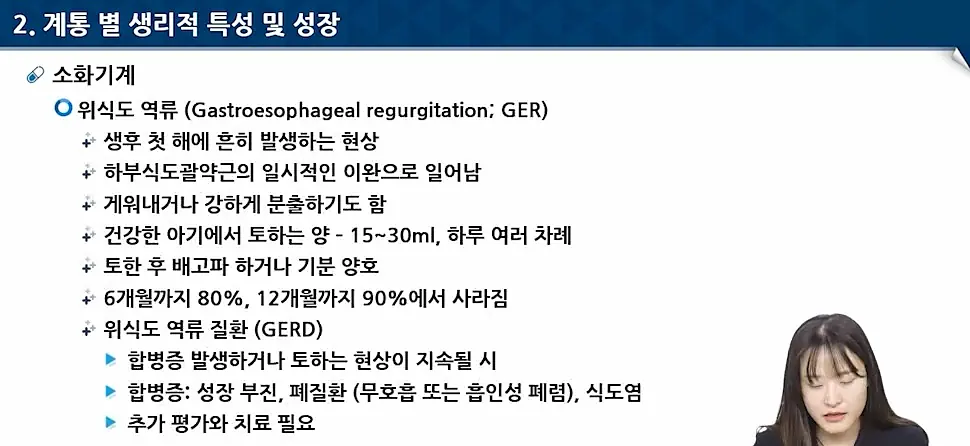 2. 계통 별 생리적 특성 및 성장
소화기계
위식도 역류 (Gastroesophageal regurgitation; GER)
생후 첫 해에 흔히 발생하는 현상
하부식도괄약근의 일시적인 이완으로 일어남
게워내거나 강하게 분출하기도 함
건강한 아기에서 토하는 양 - 15~30ml, 하루 여러 차례
토한 후 배고파 하거나 기분 양호
6개월까지 80%, 12개월까지 90%에서 사라짐
위식도 역류 질환 (GERD)
합병증 발생하거나 토하는 현상이 지속될 시
합병증: 성장 부진, 폐질환 (무호흡 또는 흡인성 폐렴), 식도염
추가 평가와 치료 필요